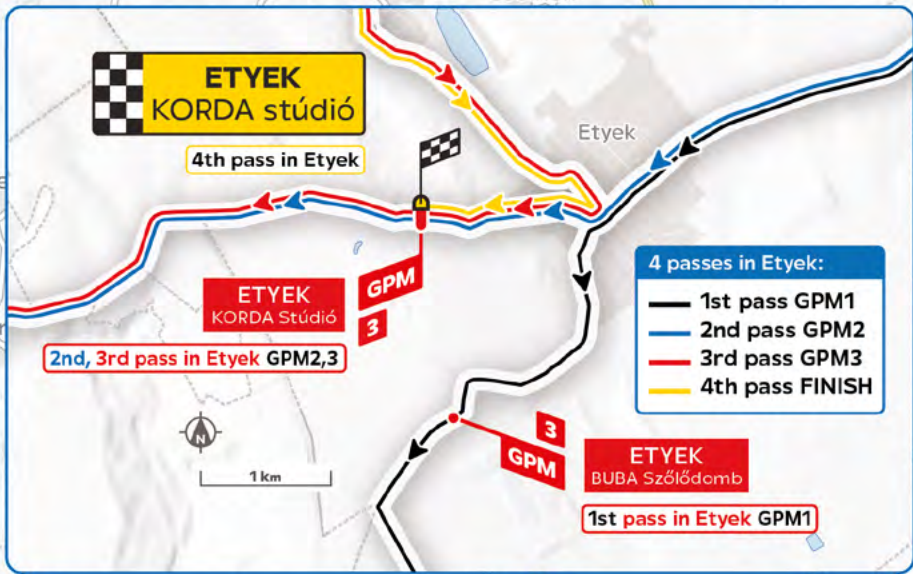 ETYEK
KORDA stúdió
4th pass in Etyek
Etyek
GPM
3
ETYEK
KORDA Stúdió
2nd, 3rd pass in Etyek GPM2,3
4 passes in Etyek:
1st pass GPM1
2nd pass GPM2
3rd pass GPM3
4th pass FINISH
N
1 km
3
GPM
ETYEK
BUBA Szőlődomb
1st pass in Etyek GPM1